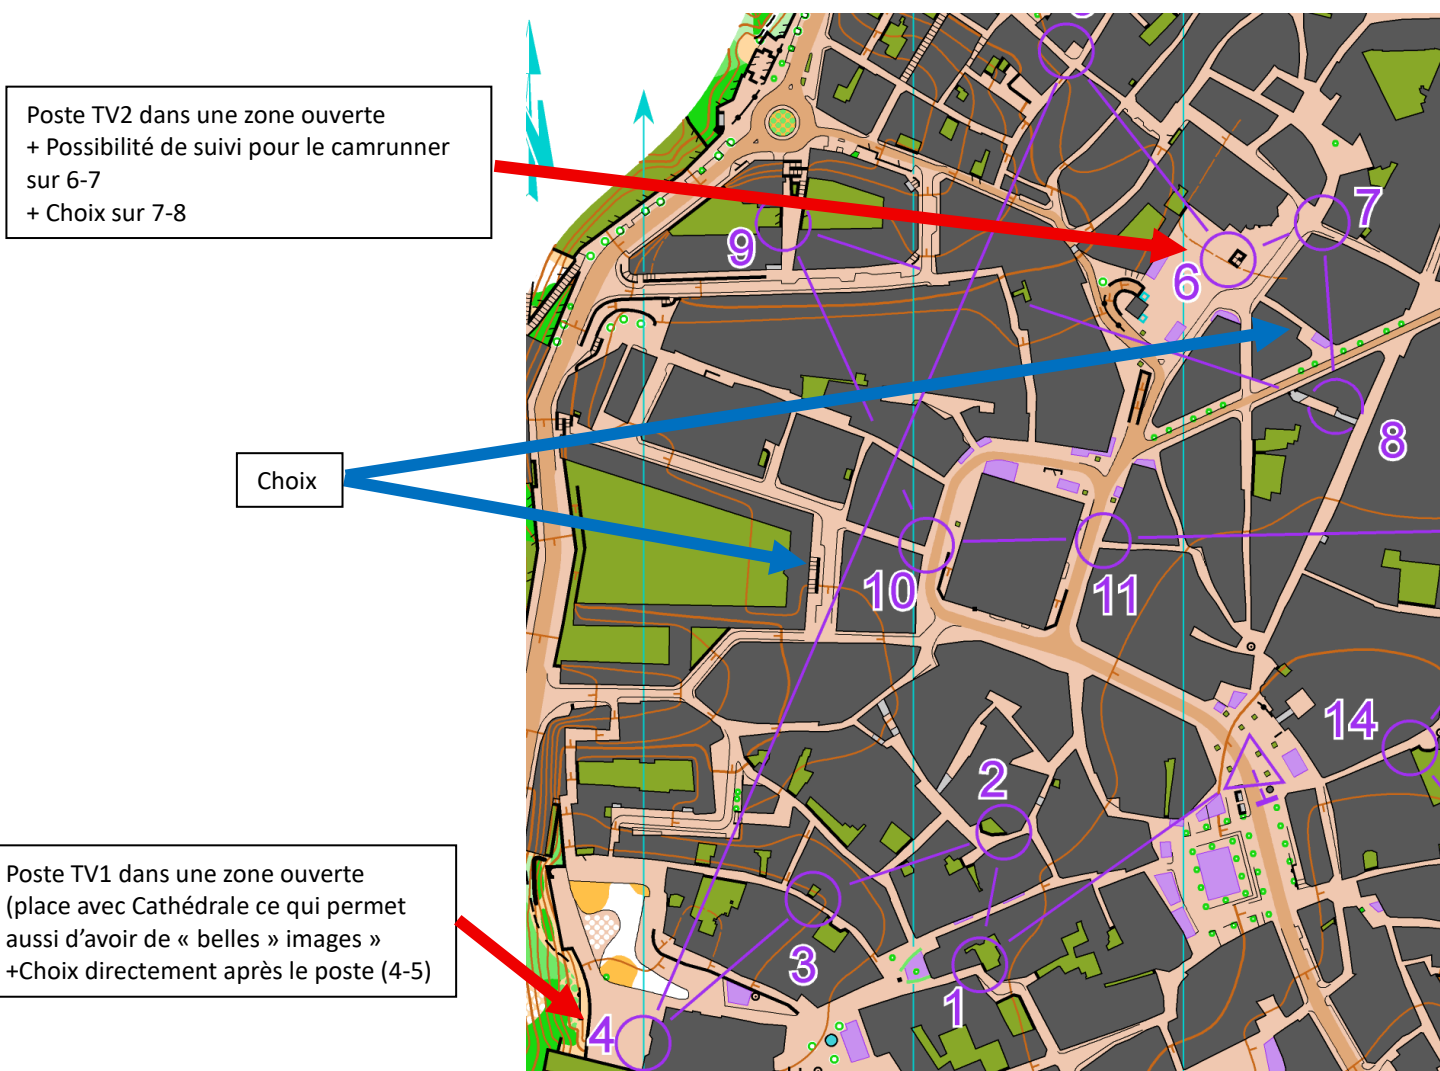 Poste TV2 dans une zone ouverte
+ Possibilité de suivi pour le camrunner
sur 6-7
+ Choix sur 7-8
7
9
6
8
Choix
10
11
14
2
Poste TV1 dans une zone ouverte
(place avec Cathédrale ce qui permet
aussi d’avoir de « belles » images »
+Choix directement après le poste (4-5)
3
1
4